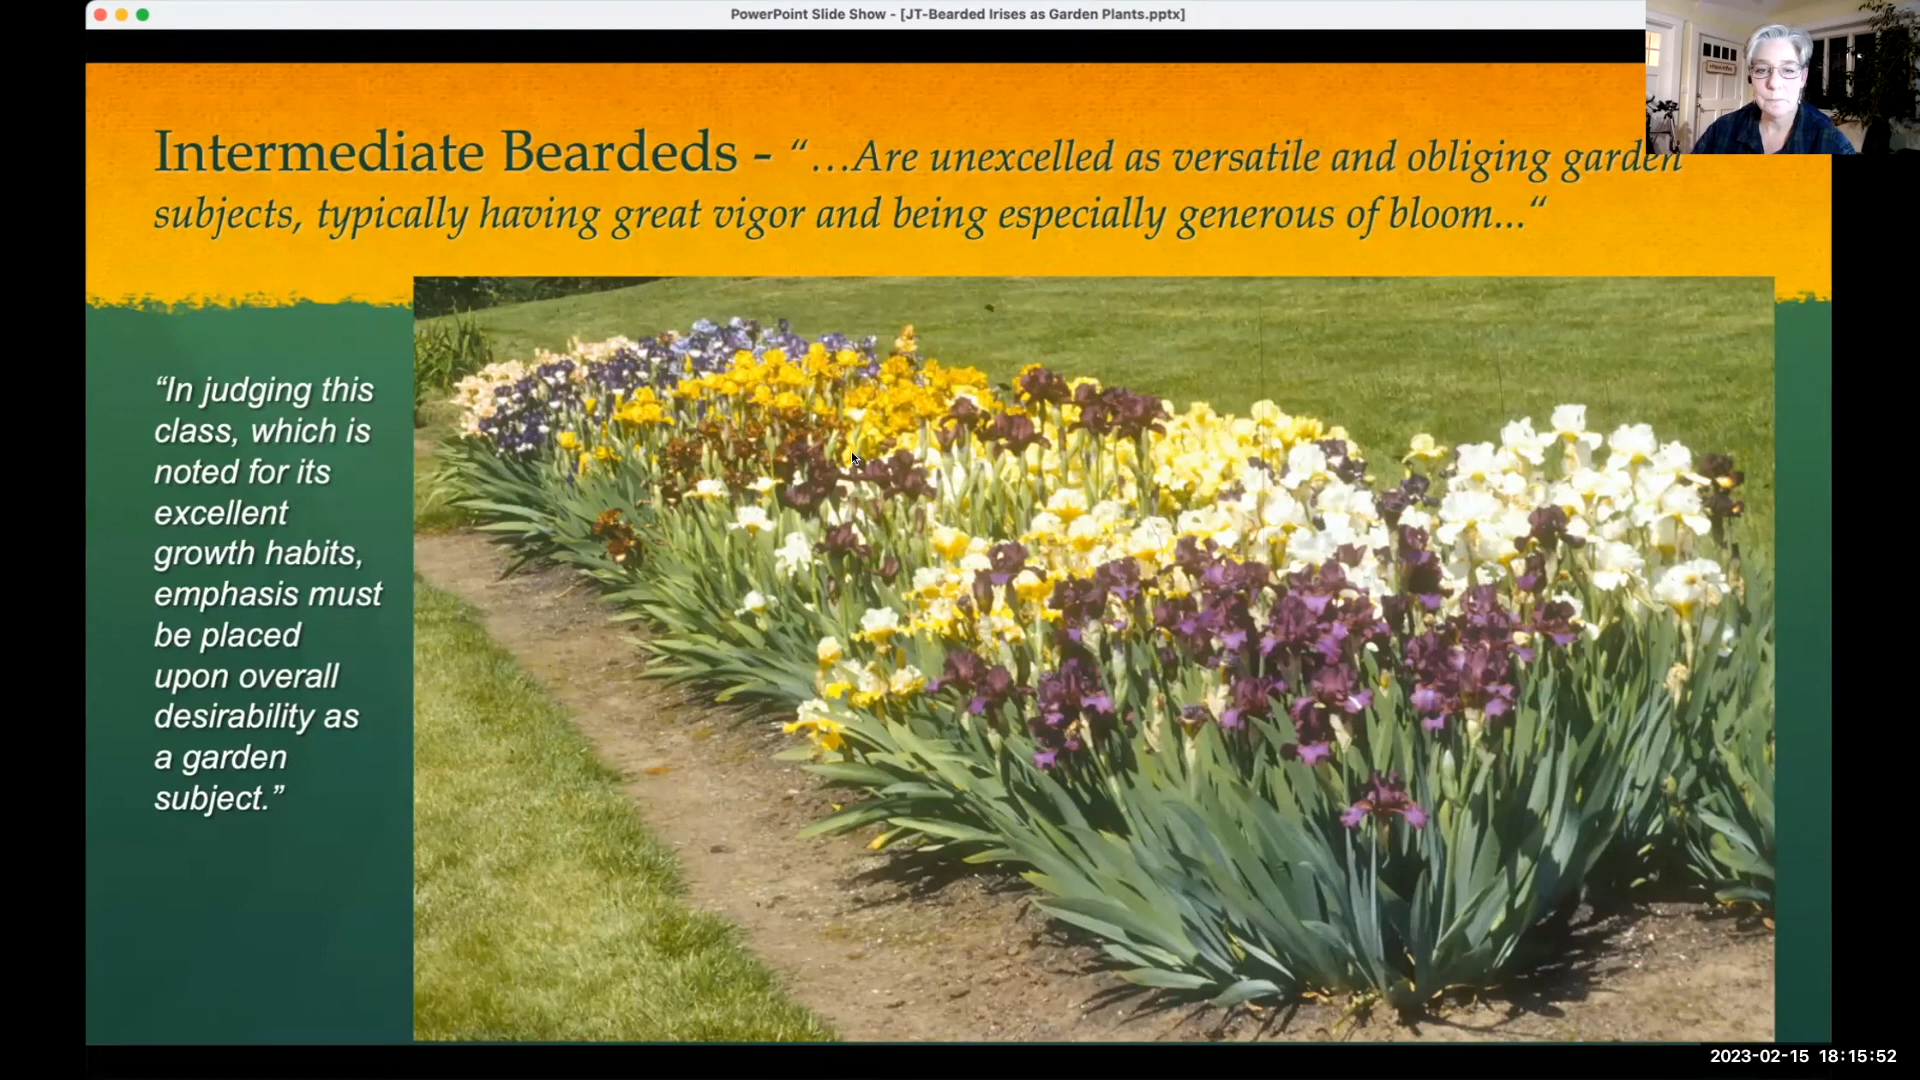 PowerPoint Slide Show - [JT-Bearded Irises as Garden Plants.pptx]
Intermediate Beardeds - “…Are unexcelled as versatile and obliging garden
subjects, typically having great vigor and being especially generous of bloom…“
“In judging this
class, which is
noted for its
excellent
growth habits,
emphasis must
be placed
upon overall
desirability as
a garden
subject.”
2023-02-15 18:15:52